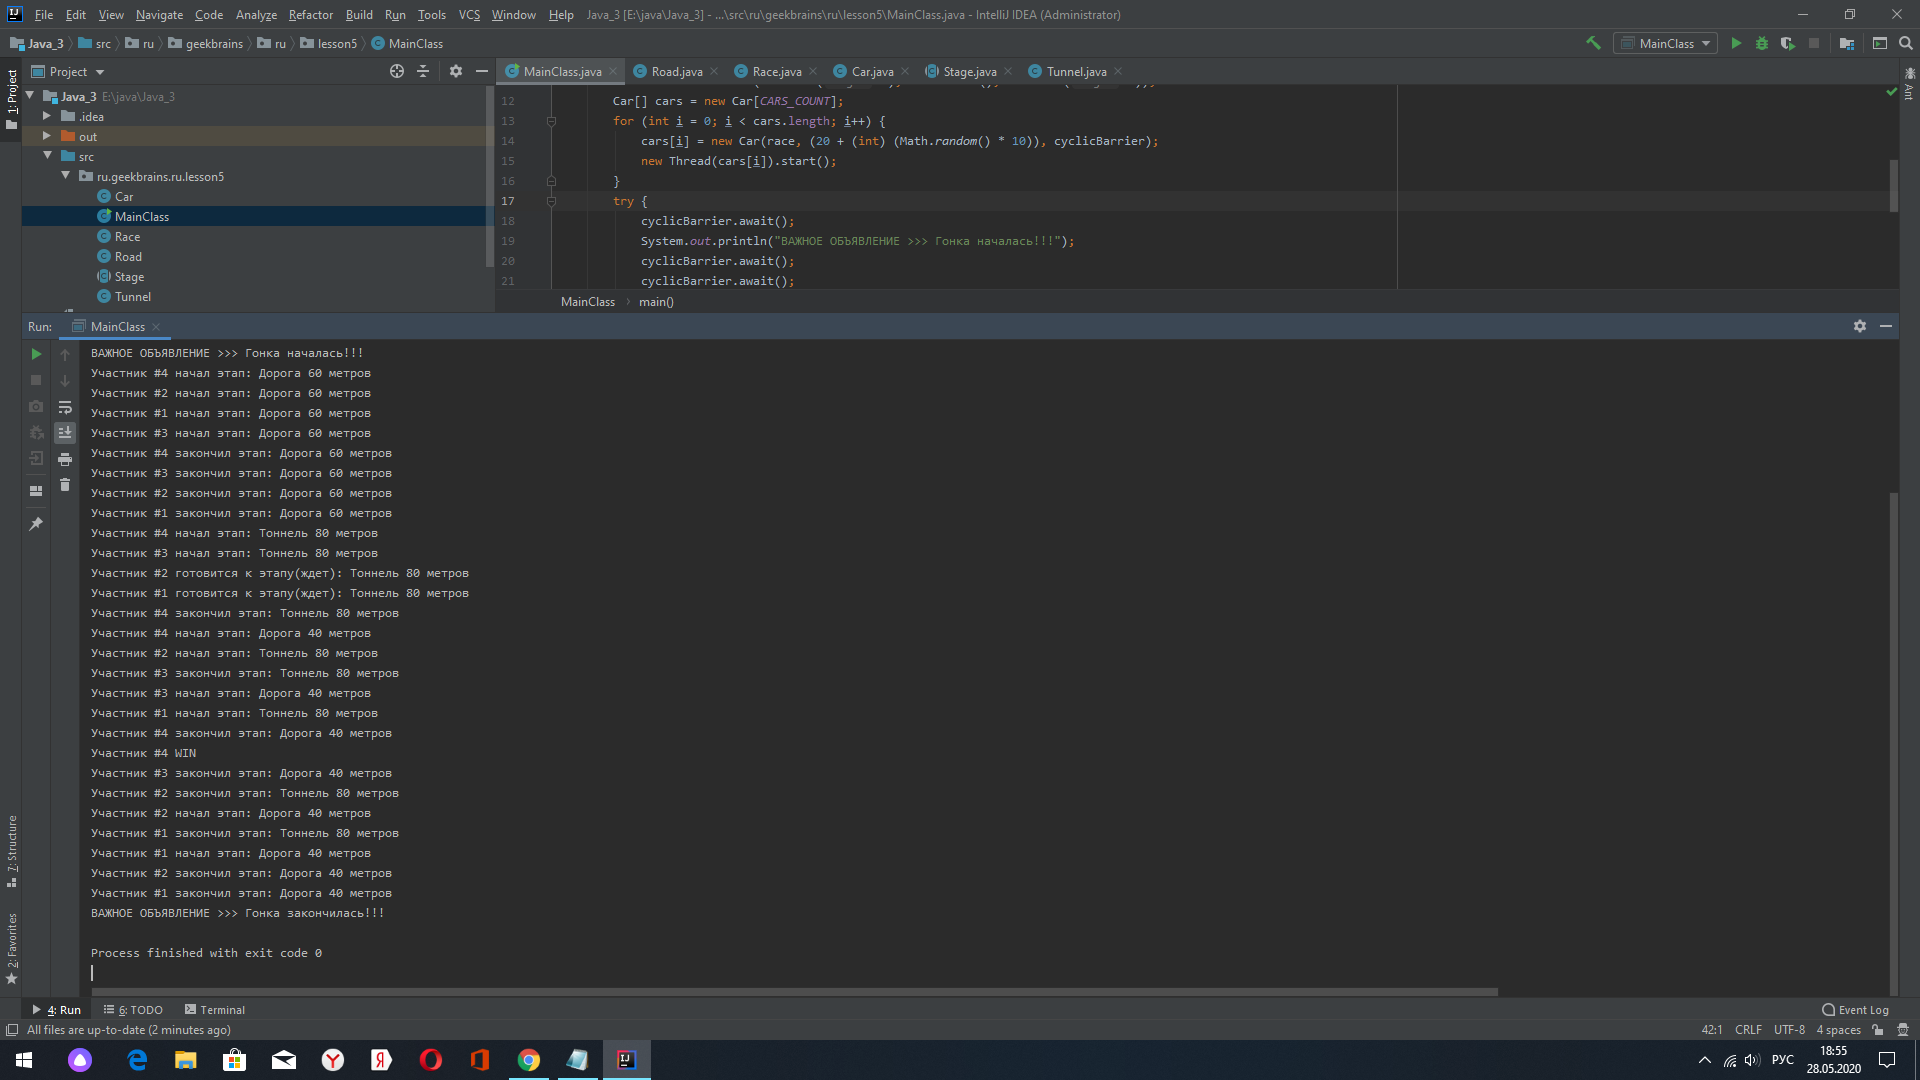 File Edit View Navigate Code Analyze Refactor Build Run Tools VCS Window Help Java_3 [E:\java\Java_3] - ...\src\ru\geekbrains\ru\lesson5\MainClass.java - IntelliJ IDEA (Administrator)
Java_3 src ru geekbrains ru lesson5 MainClass
MainClass
1: Project
Project
MainClass.java Road.java Race.java Car.java Stage.java Tunnel.java
Ant
Java_3 E:\java\Java_3
.idea
out
src
ru.geekbrains.ru.lesson5
Car
MainClass
Race
Road
Stage
Tunnel
12 Car[] cars = new Car[CARS_COUNT];
13 for (int i = 0; i < cars.length; i++) {
14 cars[i] = new Car(race, (20 + (int) (Math.random() * 10)), cyclicBarrier);
15 new Thread(cars[i]).start();
16 }
17 try {
18 cyclicBarrier.await();
19 System.out.println("ВАЖНОЕ ОБЪЯВЛЕНИЕ >>> Гонка началась!!!");
20 cyclicBarrier.await();
21 cyclicBarrier.await();
MainClass > main()
Run: MainClass
ВАЖНОЕ ОБЪЯВЛЕНИЕ >>> Гонка началась!!!
Участник #4 начал этап: Дорога 60 метров
Участник #2 начал этап: Дорога 60 метров
Участник #1 начал этап: Дорога 60 метров
Участник #3 начал этап: Дорога 60 метров
Участник #4 закончил этап: Дорога 60 метров
Участник #3 закончил этап: Дорога 60 метров
Участник #2 закончил этап: Дорога 60 метров
Участник #1 закончил этап: Дорога 60 метров
Участник #4 начал этап: Тоннель 80 метров
Участник #3 начал этап: Тоннель 80 метров
Участник #2 готовится к этапу(ждет): Тоннель 80 метров
Участник #1 готовится к этапу(ждет): Тоннель 80 метров
Участник #4 закончил этап: Тоннель 80 метров
Участник #4 начал этап: Дорога 40 метров
Участник #2 начал этап: Тоннель 80 метров
Участник #3 закончил этап: Тоннель 80 метров
Участник #3 начал этап: Дорога 40 метров
Участник #1 начал этап: Тоннель 80 метров
Участник #4 закончил этап: Дорога 40 метров
Участник #4 WIN
Участник #3 закончил этап: Дорога 40 метров
Участник #2 закончил этап: Тоннель 80 метров
Участник #2 начал этап: Дорога 40 метров
Участник #1 закончил этап: Тоннель 80 метров
Участник #1 начал этап: Дорога 40 метров
Участник #2 закончил этап: Дорога 40 метров
Участник #1 закончил этап: Дорога 40 метров
ВАЖНОЕ ОБЪЯВЛЕНИЕ >>> Гонка закончилась!!!
Process finished with exit code 0
7: Structure
2: Favorites
4: Run 6: TODO Terminal Event Log
All files are up-to-date (2 minutes ago) 42:1 CRLF UTF-8 4 spaces
РУС 18:55
28.05.2020